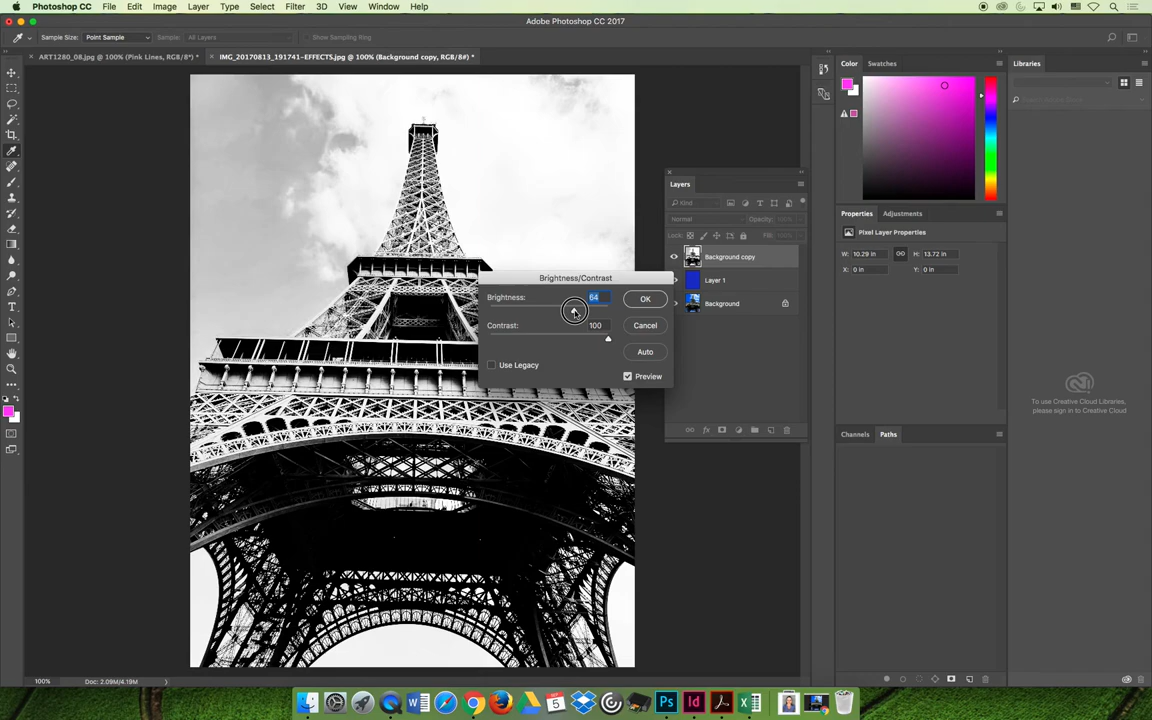 Photoshop CC File Edit Image Layer Type Select Filter 3D View Window Help
Adobe Photoshop CC 2017
Sample Size: Point Sample Sample: All Layers Show Sampling Ring
ART1280_08.jpg @ 100% (Pink Lines, RGB/8*) *
IMG_20170813_191741-EFFECTS.jpg @ 100% (Background copy, RGB/8#) *
Color Swatches
Libraries
Layers
Kind
Normal Opacity: 100%
Lock: Fill: 100%
Background copy
Layer 1
Background
Properties Adjustments
Pixel Layer Properties
W: 10.29 in H: 13.72 in
X: 0 in Y: 0 in
Brightness/Contrast
Brightness: 64
OK
Contrast: 100
Cancel
Auto
Use Legacy
Preview
To use Creative Cloud Libraries,
please sign in to Creative Cloud
Channels Paths
100% Doc: 2.09M/4.19M
SEP
5
Ps
Id